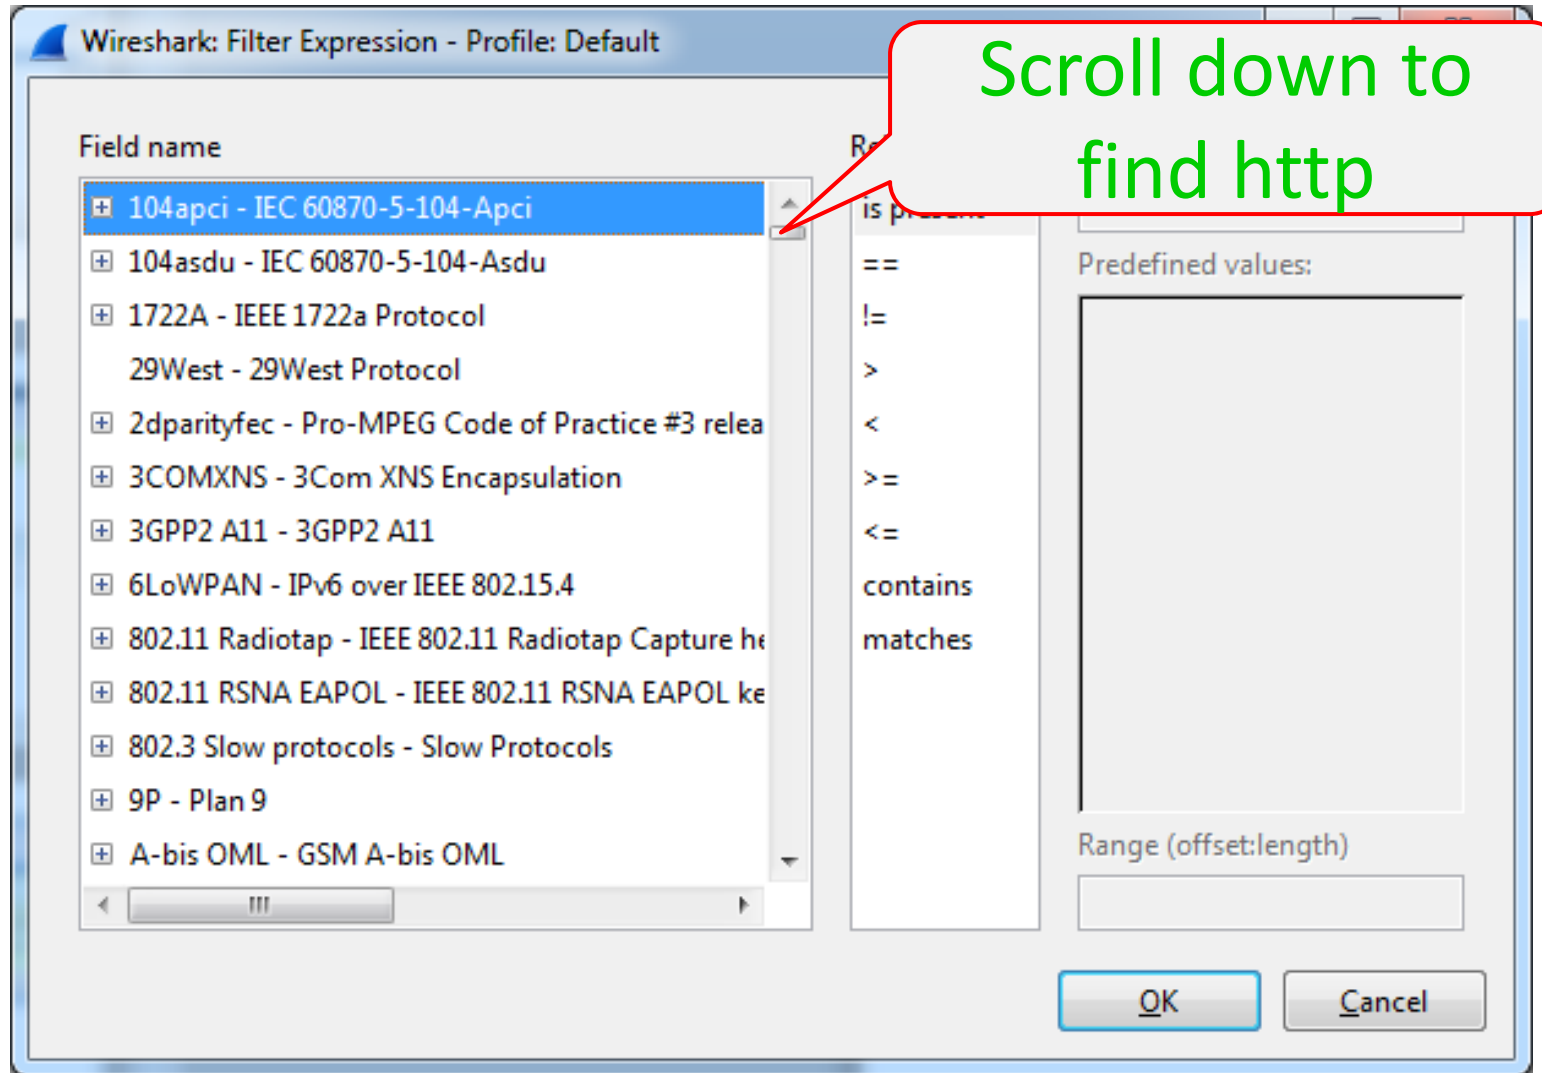 Wireshark: Filter Expression - Profile: Default
Scroll down to
find http
Field name
104apci - IEC 60870-5-104-Apci
104asdu - IEC 60870-5-104-Asdu
1722A - IEEE 1722a Protocol
29West - 29West Protocol
2dparityfec - Pro-MPEG Code of Practice #3 relea
3COMXNS - 3Com XNS Encapsulation
3GPP2 A11 - 3GPP2 A11
6LoWPAN - IPv6 over IEEE 802.15.4
802.11 Radiotap - IEEE 802.11 Radiotap Capture he
802.11 RSNA EAPOL - IEEE 802.11 RSNA EAPOL ke
802.3 Slow protocols - Slow Protocols
9P - Plan 9
A-bis OML - GSM A-bis OML
is present
==
!=
>
<
>=
<=
contains
matches
Predefined values:
Range (offset:length)
OK
Cancel